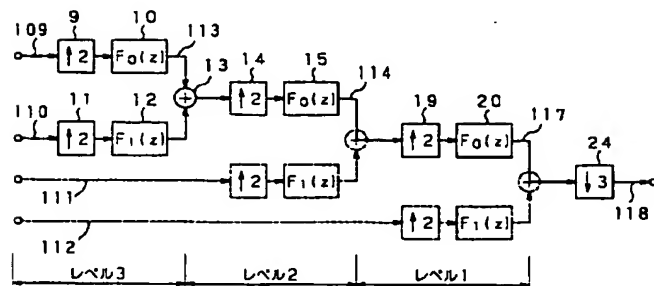 9 10
109 ↑2 F₀(z) 113
13 14 15
11 12 ↑2 F₀(z) 114
110 ↑2 F₁(z) 19 20
↑2 F₀(z) 117
24
111 ↑2 F₁(z) ↓3
118
112 ↑2 F₁(z)
レベル3 レベル2 レベル1